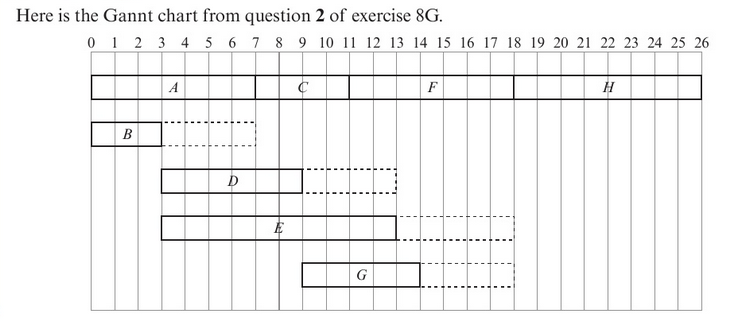 Here is the Gannt chart from question 2 of exercise 8G.
0 1 2 3 4 5 6 7 8 9 10 11 12 13 14 15 16 17 18 19 20 21 22 23 24 25 26
A C F H
B
D
E
G